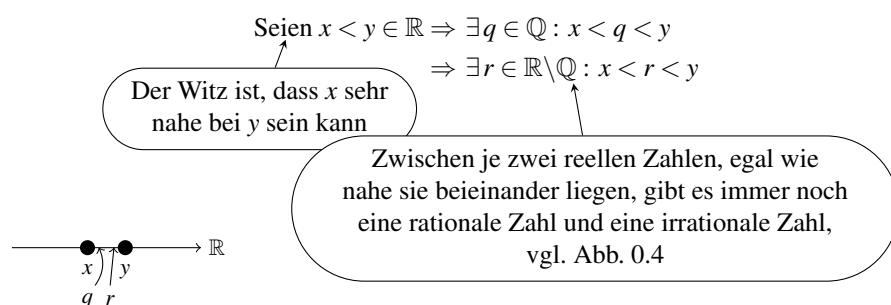 Seien x < y ∈ ℝ ⇒ ∃ q ∈ ℚ : x < q < y
⇒ ∃ r ∈ ℝ\ℚ : x < r < y
Der Witz ist, dass x sehr
nahe bei y sein kann
Zwischen je zwei reellen Zahlen, egal wie
nahe sie beieinander liegen, gibt es immer noch
eine rationale Zahl und eine irrationale Zahl,
vgl. Abb. 0.4
ℝ
x y
q r